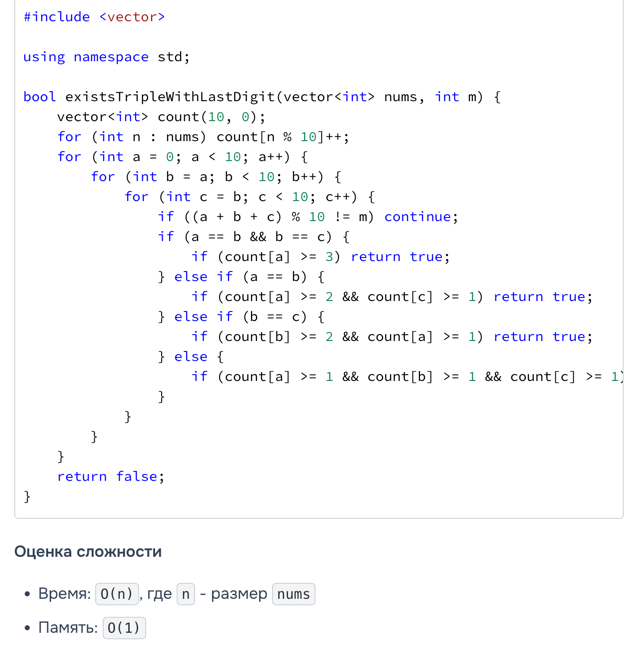 #include <vector>
using namespace std;
bool existsTripleWithLastDigit(vector<int> nums, int m) {
    vector<int> count(10, 0);
    for (int n : nums) count[n % 10]++;
    for (int a = 0; a < 10; a++) {
        for (int b = a; b < 10; b++) {
            for (int c = b; c < 10; c++) {
                if ((a + b + c) % 10 != m) continue;
                if (a == b && b == c) {
                    if (count[a] >= 3) return true;
                } else if (a == b) {
                    if (count[a] >= 2 && count[c] >= 1) return true;
                } else if (b == c) {
                    if (count[b] >= 2 && count[a] >= 1) return true;
                } else {
                    if (count[a] >= 1 && count[b] >= 1 && count[c] >= 1)
                }
            }
        }
    }
    return false;
}
Оценка сложности
• Время: O(n), где n - размер nums
• Память: O(1)